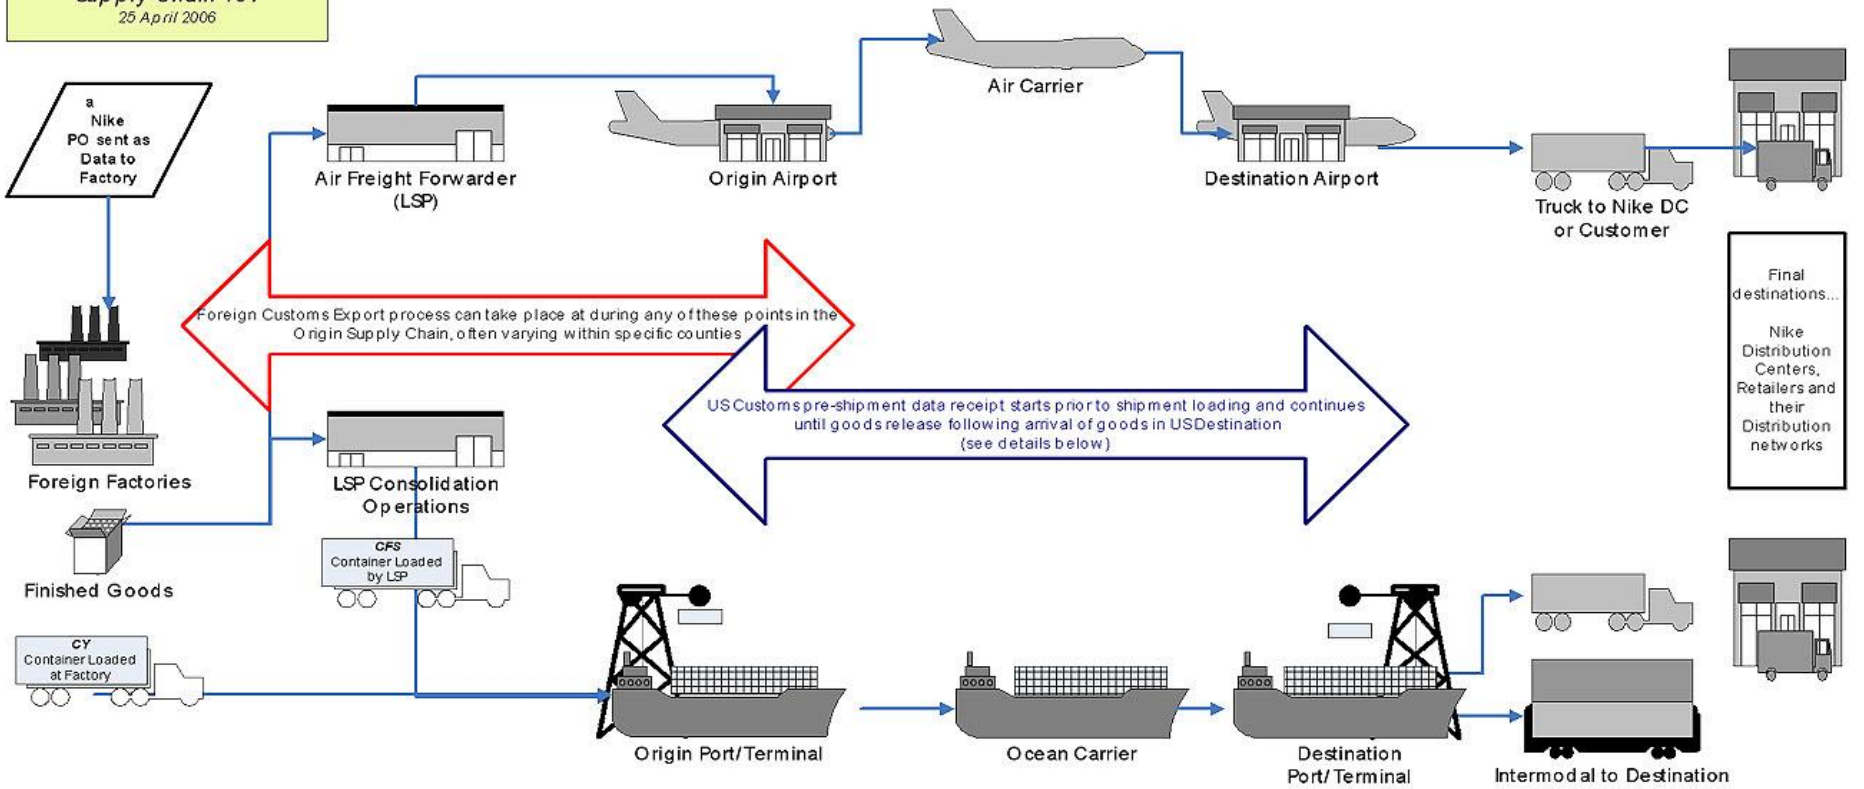 Supply Chain 101
25 April 2006
a
Nike
PO sent as
Data to
Factory
Air Carrier
Air Freight Forwarder
(LSP)
Origin Airport
Destination Airport
Truck to Nike DC
or Customer
Foreign Customs Export process can take place at during any of these points in the
Origin Supply Chain, often varying within specific counties
Final
destinations...
Nike
Distribution
Centers,
Retailers and
their
Distribution
networks
US Customs pre-shipment data receipt starts prior to shipment loading and continues
until goods release following arrival of goods in US Destination
(see details below)
Foreign Factories
LSP Consolidation
Operations
CFS
Container Loaded
by LSP
Finished Goods
CY
Container Loaded
at Factory
Origin Port/Terminal
Ocean Carrier
Destination
Port/Terminal
Intermodal to Destination